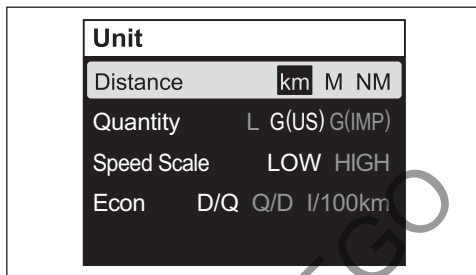 Unit
Distance km M NM
Quantity L G(US) G(IMP)
Speed Scale LOW HIGH
Econ D/Q Q/D l/100km